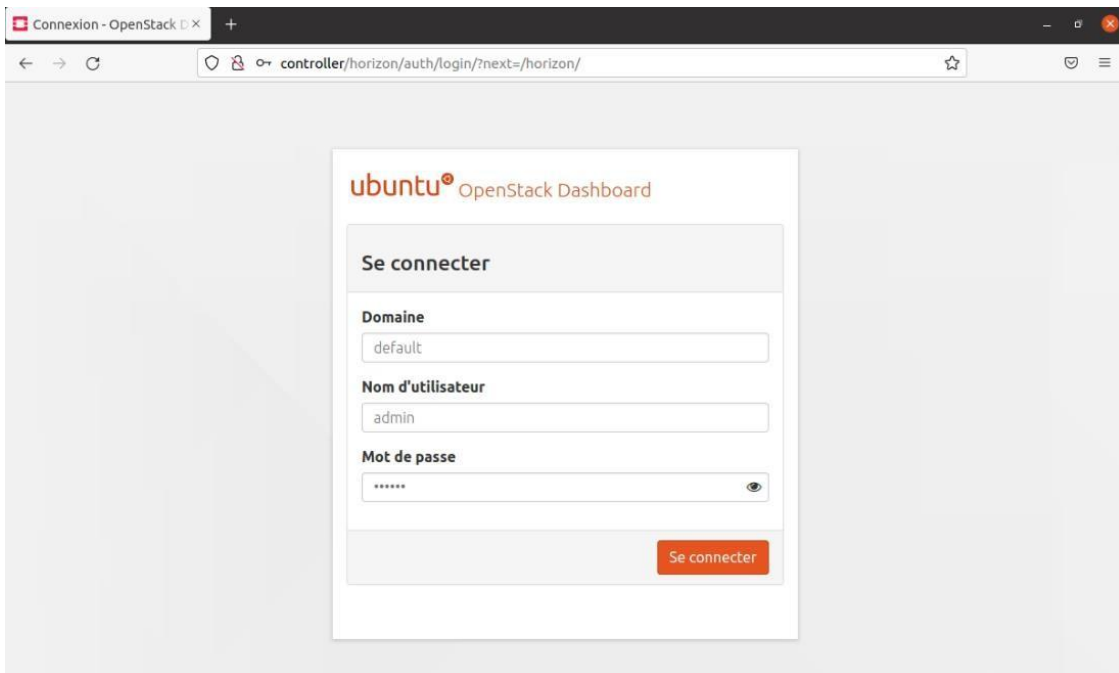 Connexion - OpenStack D
controller/horizon/auth/login/?next=/horizon/
ubuntu OpenStack Dashboard
Se connecter
Domaine
default
Nom d'utilisateur
admin
Mot de passe
••••••
Se connecter